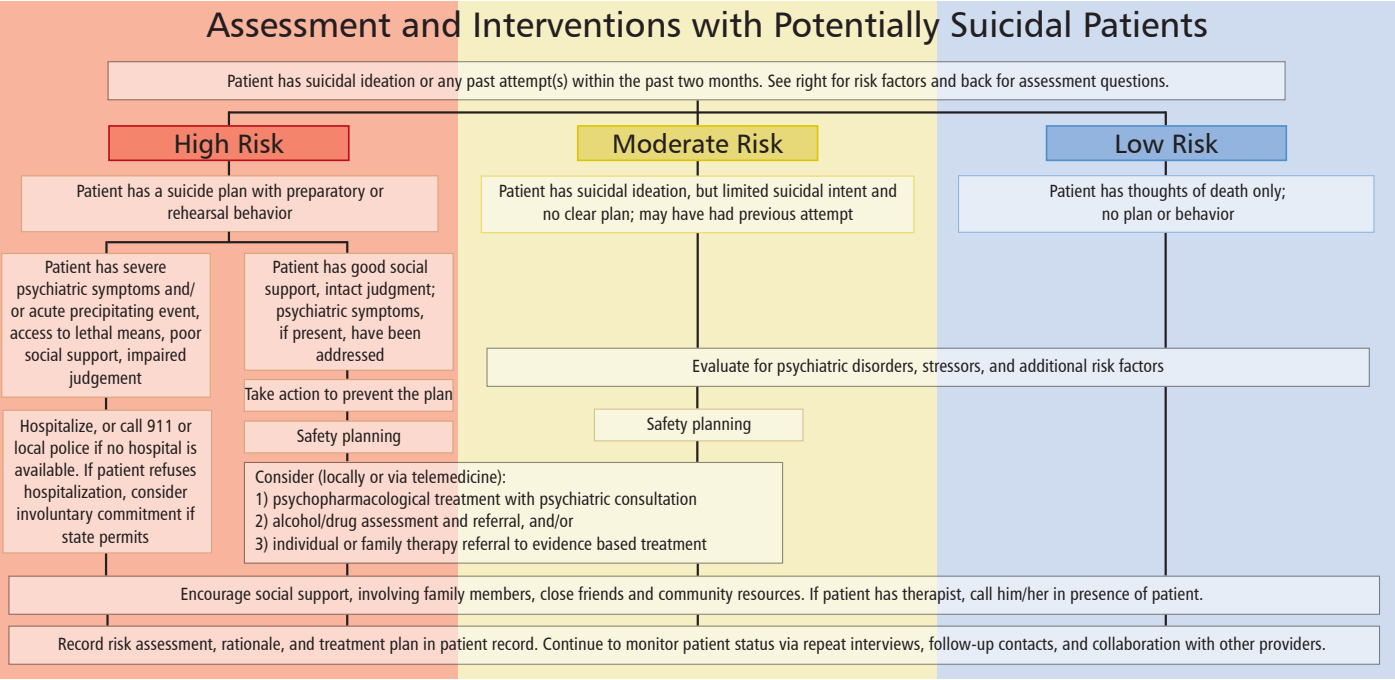 Assessment and Interventions with Potentially Suicidal Patients
Patient has suicidal ideation or any past attempt(s) within the past two months. See right for risk factors and back for assessment questions.
High Risk
Moderate Risk
Low Risk
Patient has a suicide plan with preparatory or
rehearsal behavior
Patient has suicidal ideation, but limited suicidal intent and
no clear plan; may have had previous attempt
Patient has thoughts of death only;
no plan or behavior
Patient has severe
psychiatric symptoms and/
or acute precipitating event,
access to lethal means, poor
social support, impaired
judgement
Patient has good social
support, intact judgment;
psychiatric symptoms,
if present, have been
addressed
Evaluate for psychiatric disorders, stressors, and additional risk factors
Take action to prevent the plan
Hospitalize, or call 911 or
local police if no hospital is
available. If patient refuses
hospitalization, consider
involuntary commitment if
state permits
Safety planning
Safety planning
Consider (locally or via telemedicine):
1) psychopharmacological treatment with psychiatric consultation
2) alcohol/drug assessment and referral, and/or
3) individual or family therapy referral to evidence based treatment
Encourage social support, involving family members, close friends and community resources. If patient has therapist, call him/her in presence of patient.
Record risk assessment, rationale, and treatment plan in patient record. Continue to monitor patient status via repeat interviews, follow-up contacts, and collaboration with other providers.